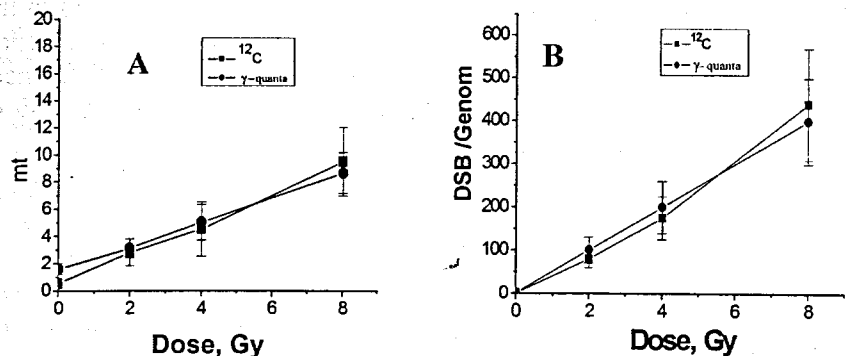 A
¹²C
γ-quanta
20
18
16
14
12
10
8
6
4
2
0
mt
0 2 4 6 8
Dose, Gy
B
¹²C
γ-quanta
600
500
400
300
200
100
0
DSB /Genom
0 2 4 6 8
Dose, Gy